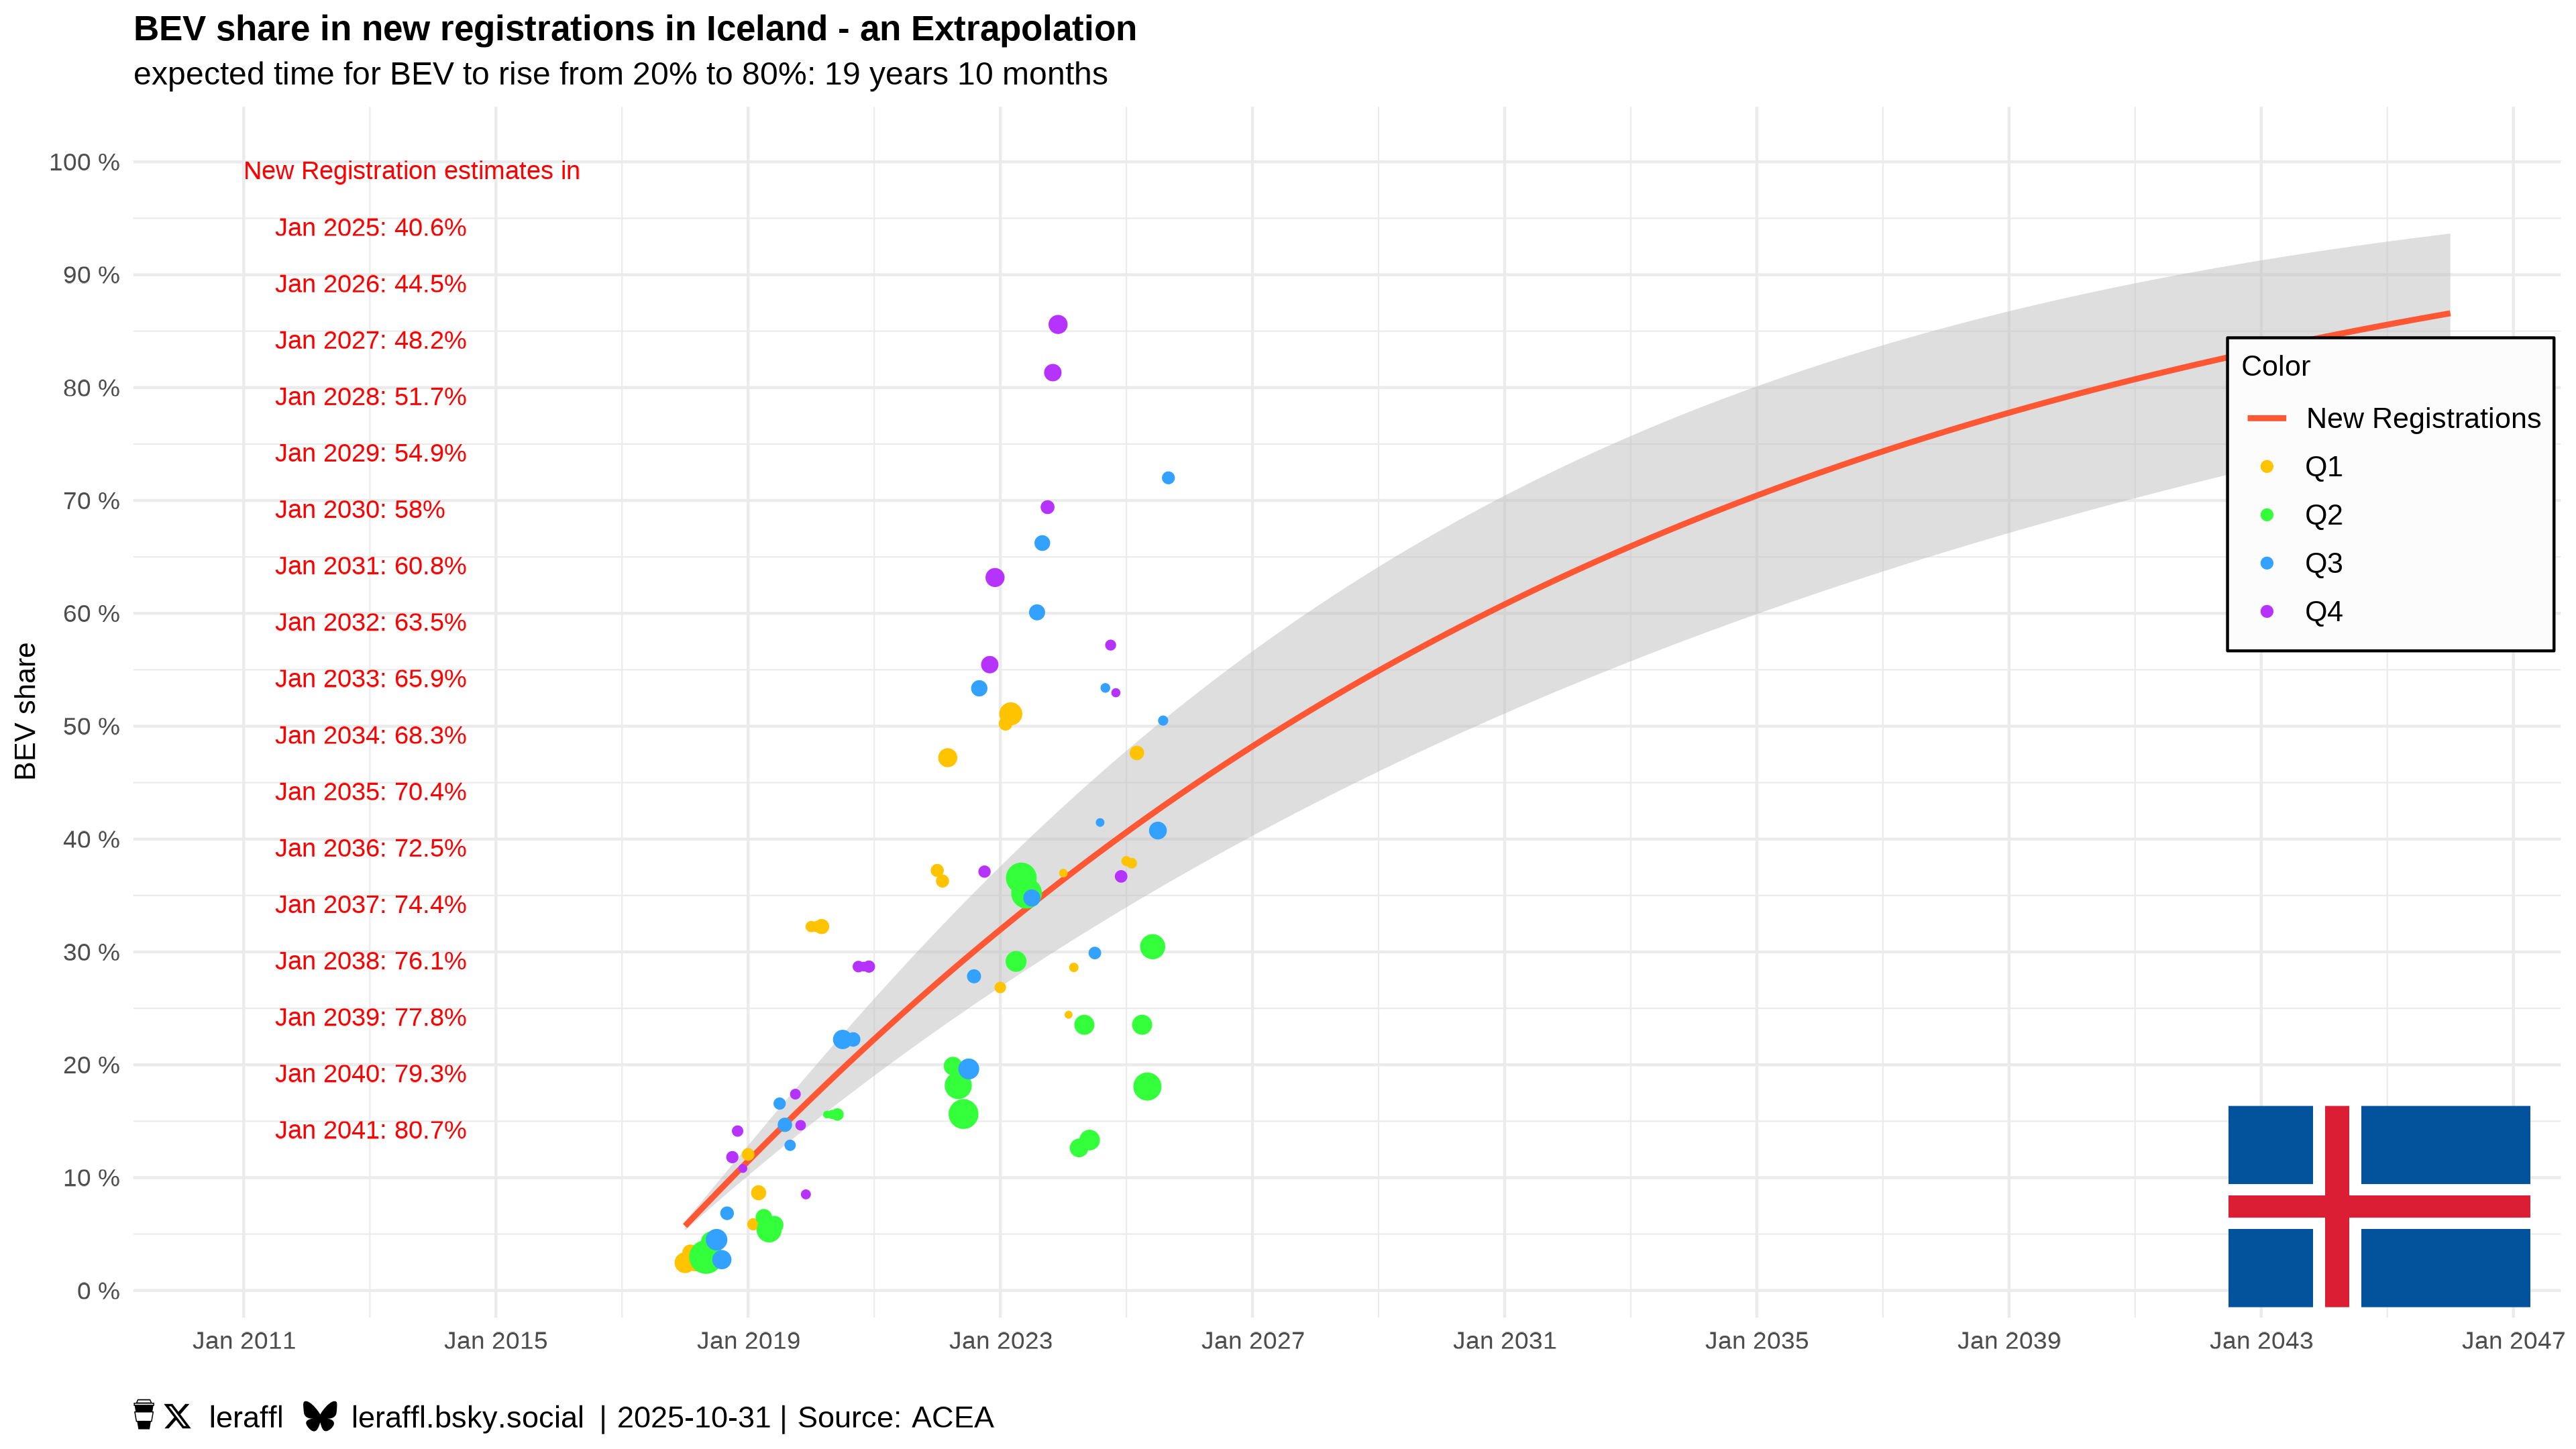 BEV share in new registrations in Iceland - an Extrapolation
expected time for BEV to rise from 20% to 80%: 19 years 10 months
BEV share
100 %
90 %
80 %
70 %
60 %
50 %
40 %
30 %
20 %
10 %
0 %
New Registration estimates in
Jan 2025: 40.6%
Jan 2026: 44.5%
Jan 2027: 48.2%
Jan 2028: 51.7%
Jan 2029: 54.9%
Jan 2030: 58%
Jan 2031: 60.8%
Jan 2032: 63.5%
Jan 2033: 65.9%
Jan 2034: 68.3%
Jan 2035: 70.4%
Jan 2036: 72.5%
Jan 2037: 74.4%
Jan 2038: 76.1%
Jan 2039: 77.8%
Jan 2040: 79.3%
Jan 2041: 80.7%
Color
New Registrations
Q1
Q2
Q3
Q4
Jan 2011 Jan 2015 Jan 2019 Jan 2023 Jan 2027 Jan 2031 Jan 2035 Jan 2039 Jan 2043 Jan 2047
leraffl leraffl.bsky.social | 2025-10-31 | Source: ACEA